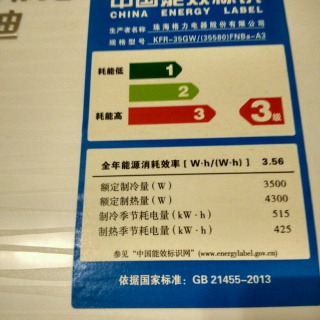 迪
中国能效标识
CHINA ENERGY LABEL
生产者名称 珠海格力电器股份有限公司
规格型号 KFR-35GW/(35580)FNBa-A3
耗能低 1
2
耗能高 3 3级
全年能源消耗效率[W·h/(W·h)] 3.56
额定制冷量(W) 3500
额定制热量(W) 4300
制冷季节耗电量(kW·h) 515
制热季节耗电量(kW·h) 425
参见“中国能效标识网”(www.energylabel.gov.cn)
依据国家标准：GB 21455-2013